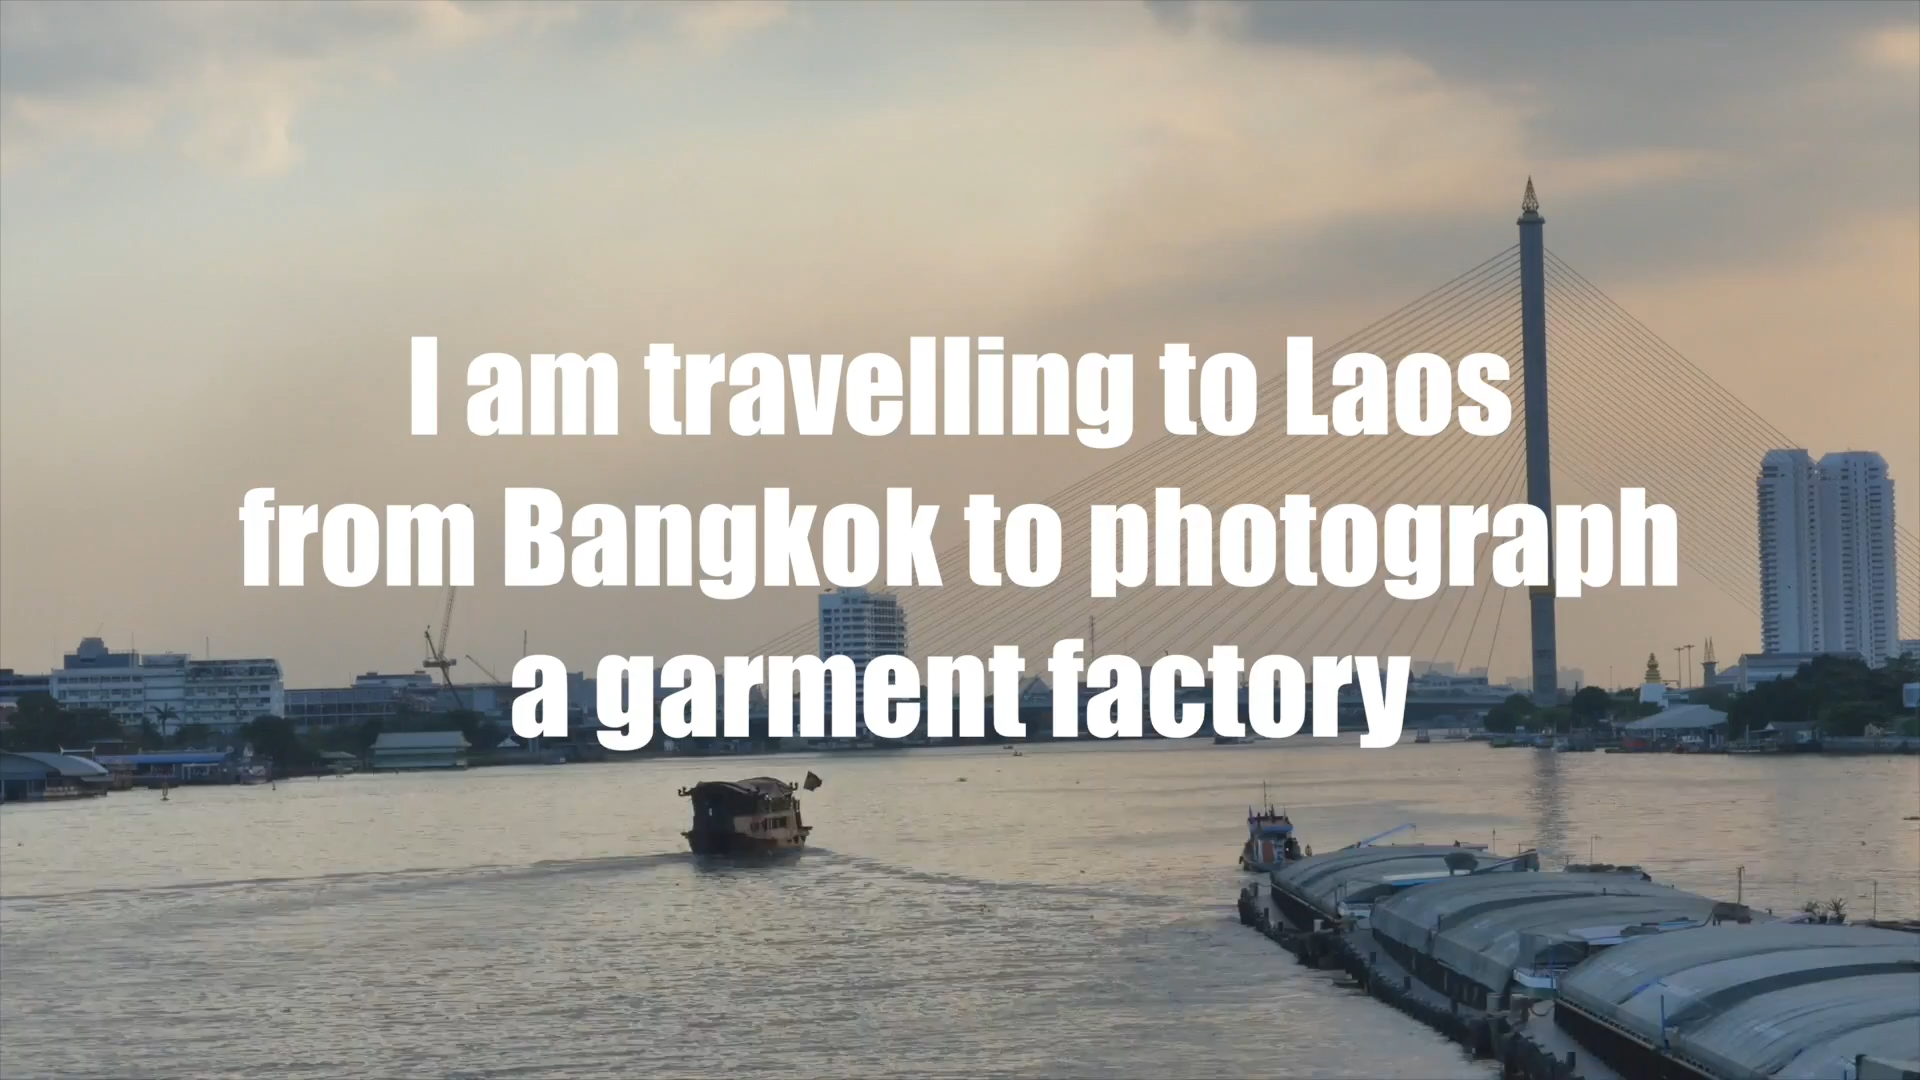 I am travelling to Laos
from Bangkok to photograph
a garment factory